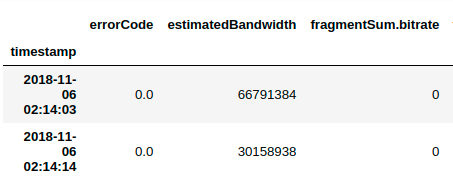 errorCode estimatedBandwidth fragmentSum.bitrate
timestamp
2018-11-
06 0.0 66791384 0
02:14:03
2018-11-
06 0.0 30158938 0
02:14:14